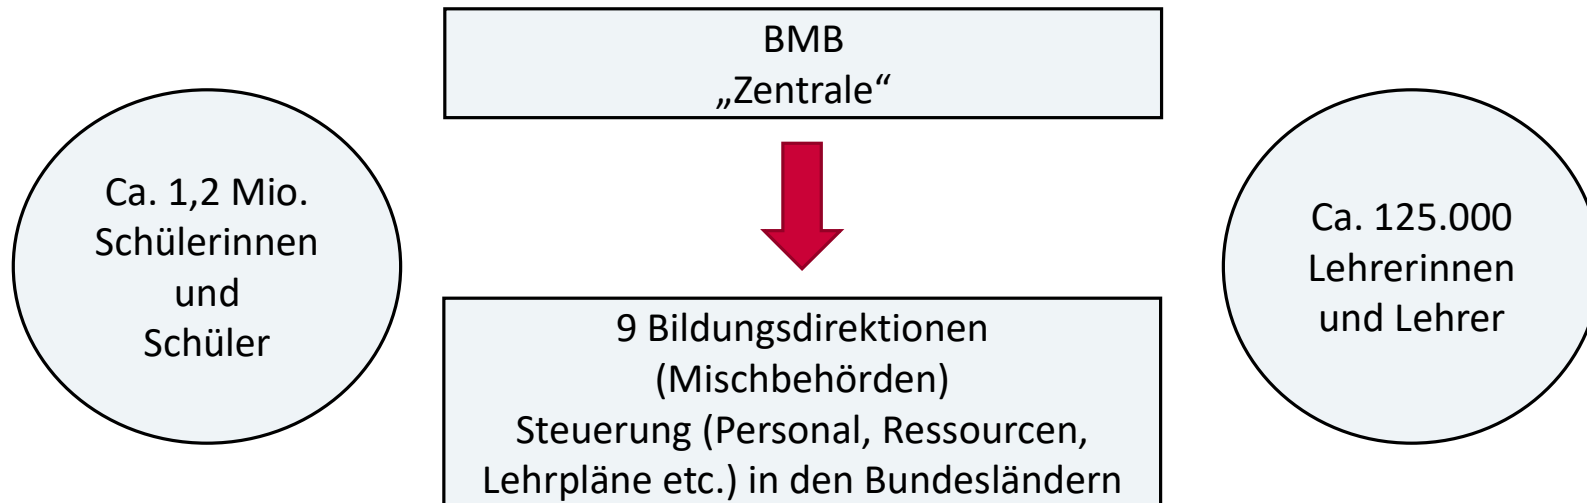 BMB
„Zentrale“
Ca. 1,2 Mio.
Schülerinnen
und
Schüler
Ca. 125.000
Lehrerinnen
und Lehrer
9 Bildungsdirektionen
(Mischbehörden)
Steuerung (Personal, Ressourcen,
Lehrpläne etc.) in den Bundesländern